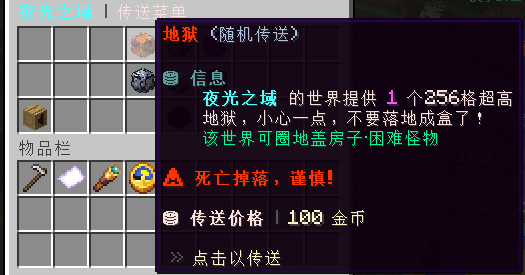 夜光之域 | 传送菜单
地狱 (随机传送)
信息
夜光之域 的世界提供 1 个256格超高
地狱，小心一点，不要落地成盒了！
该世界可圈地盖房子·困难怪物
死亡掉落，谨慎！
传送价格 | 100 金币
» 点击以传送
物品栏